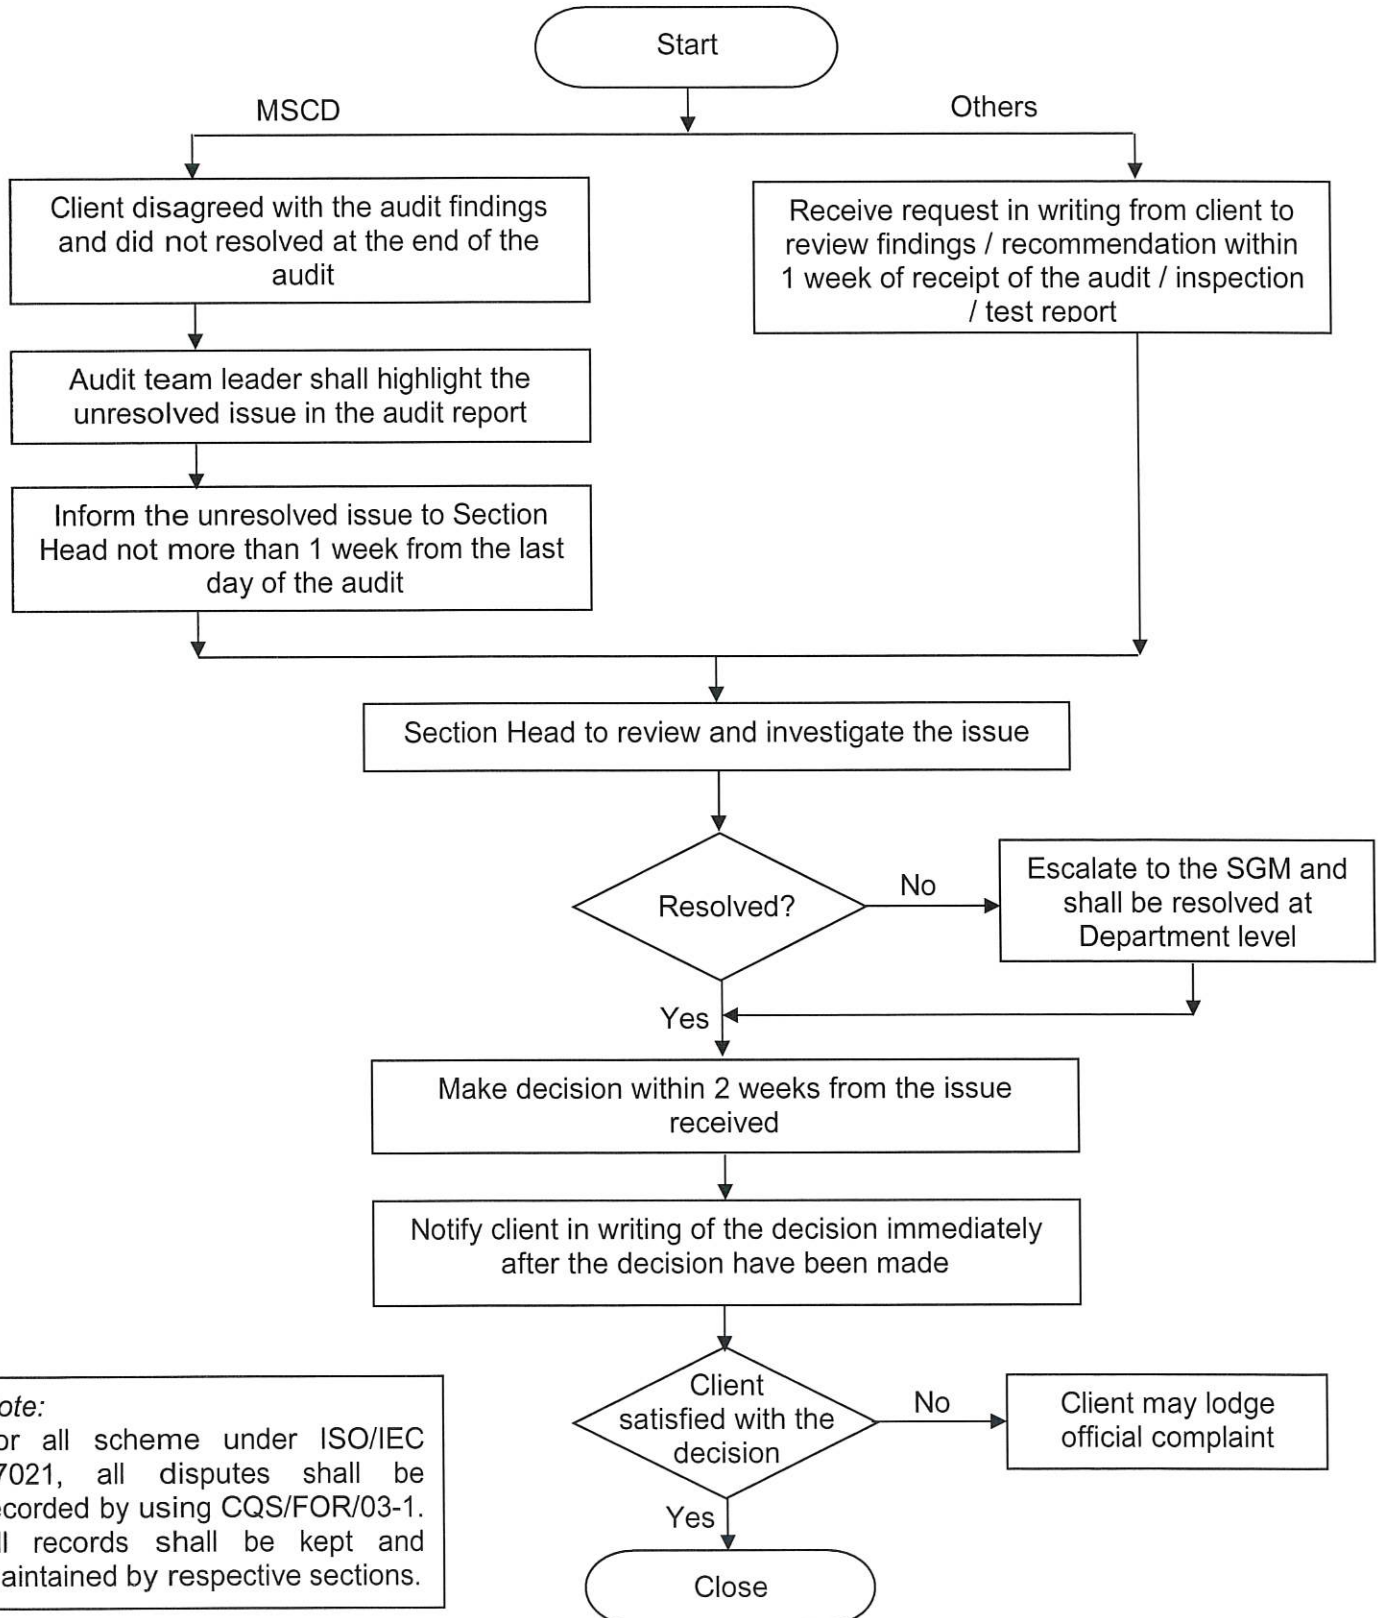 Start
MSCD
Others
Client disagreed with the audit findings
and did not resolved at the end of the
audit
Receive request in writing from client to
review findings / recommendation within
1 week of receipt of the audit / inspection
/ test report
Audit team leader shall highlight the
unresolved issue in the audit report
Inform the unresolved issue to Section
Head not more than 1 week from the last
day of the audit
Section Head to review and investigate the issue
Resolved?
No
Escalate to the SGM and
shall be resolved at
Department level
Yes
Make decision within 2 weeks from the issue
received
Notify client in writing of the decision immediately
after the decision have been made
Client
satisfied with the
decision
No
Client may lodge
official complaint
Yes
Close
ote:
or all scheme under ISO/IEC
7021, all disputes shall be
ecorded by using CQS/FOR/03-1.
ll records shall be kept and
aintained by respective sections.